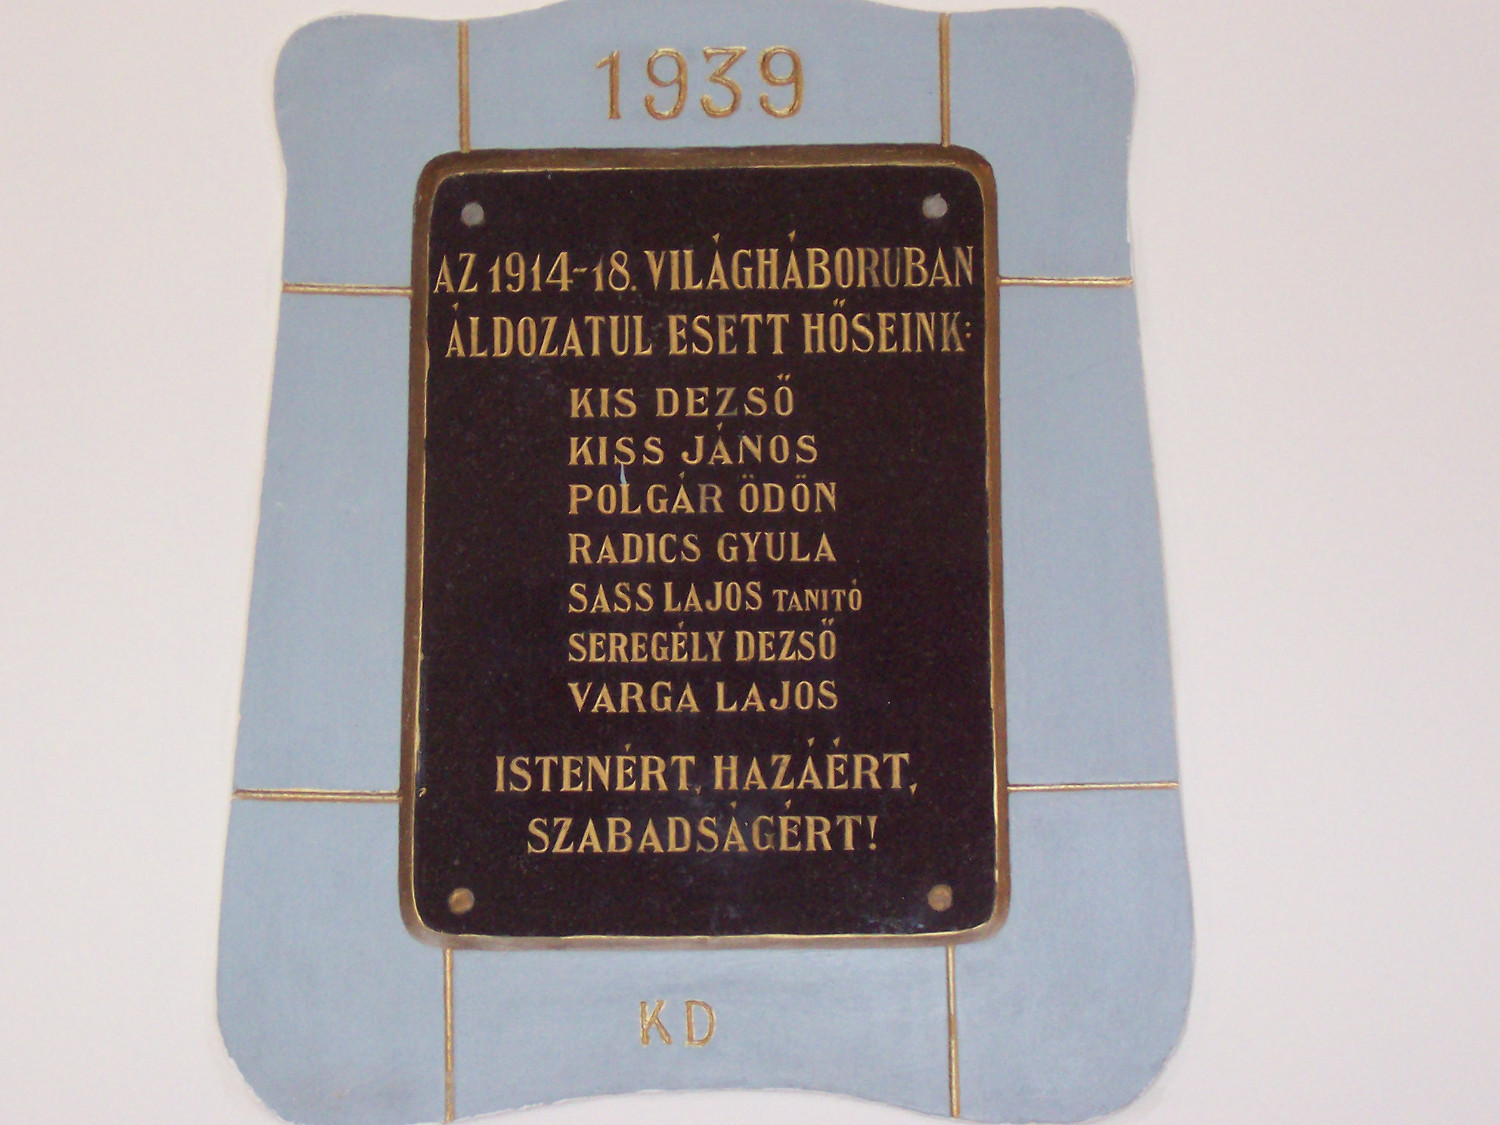 1939
AZ 1914-18. VILÁGHÁBORUBAN
ÁLDOZATUL ESETT HŐSEINK:
KIS DEZSŐ
KISS JÁNOS
POLGÁR ÖDÖN
RADICS GYULA
SASS LAJOS TANITÓ
SEREGÉLY DEZSŐ
VARGA LAJOS
ISTENÉRT, HAZÁÉRT,
SZABADSÁGÉRT!
KD